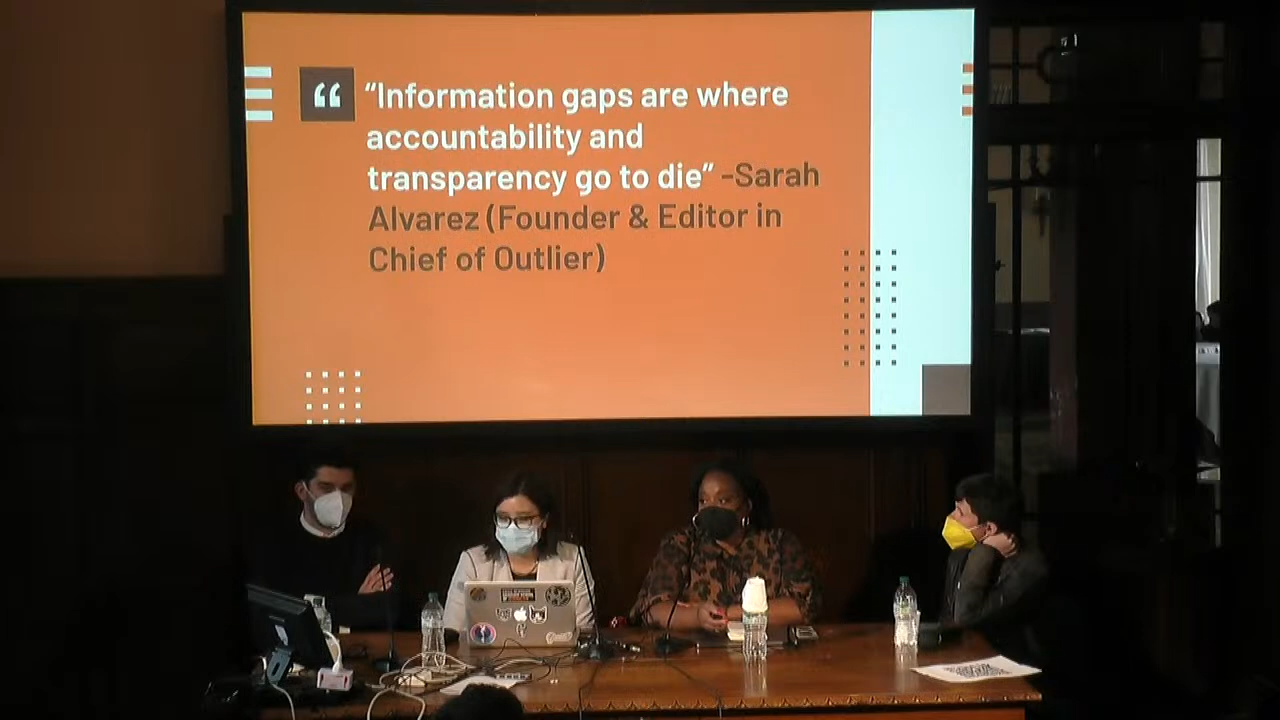 “Information gaps are where
accountability and
transparency go to die” -Sarah
Alvarez (Founder & Editor in
Chief of Outlier)